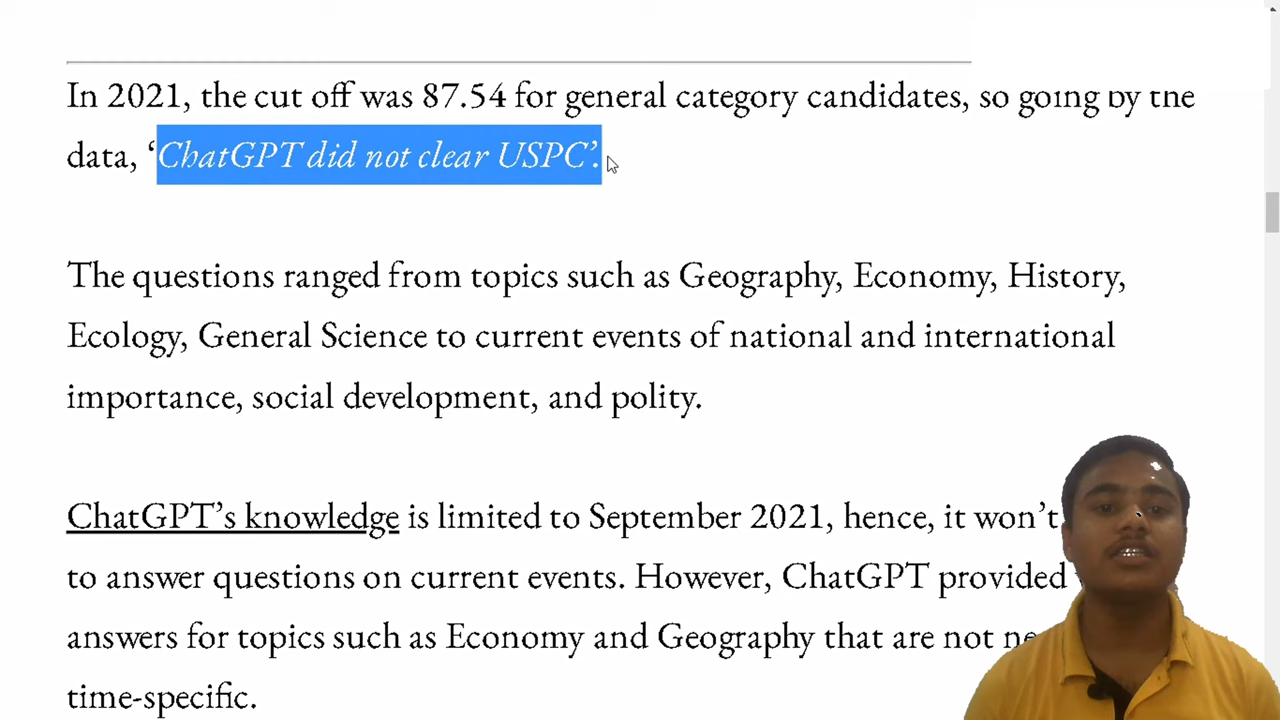 In 2021, the cut off was 87.54 for general category candidates, so going by the
data, ‘ChatGPT did not clear USPC’.
The questions ranged from topics such as Geography, Economy, History,
Ecology, General Science to current events of national and international
importance, social development, and polity.
ChatGPT’s knowledge is limited to September 2021, hence, it won’t
to answer questions on current events. However, ChatGPT provided
answers for topics such as Economy and Geography that are not
time-specific.